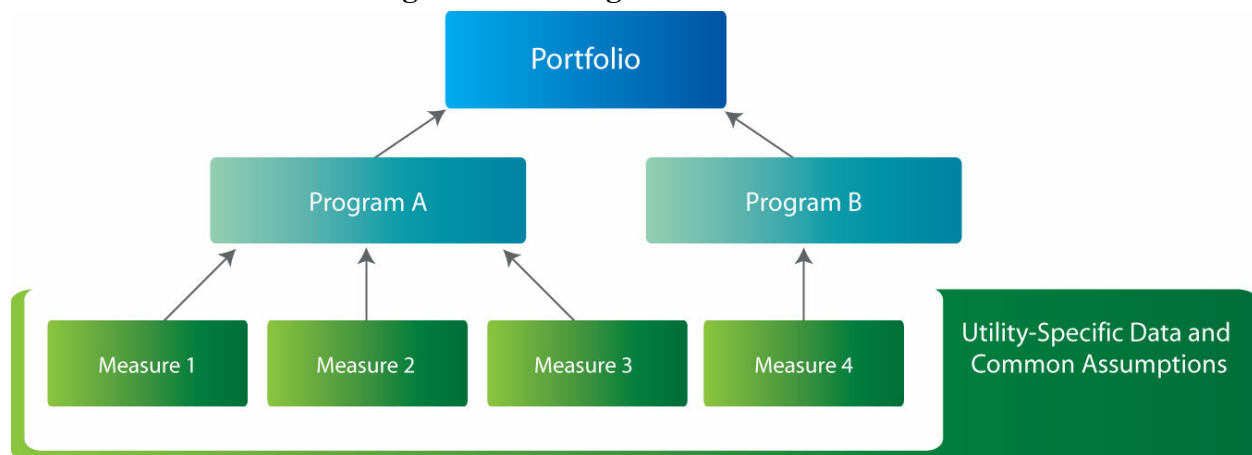 Portfolio
Program A
Program B
Measure 1
Measure 2
Measure 3
Measure 4
Utility-Specific Data and
Common Assumptions